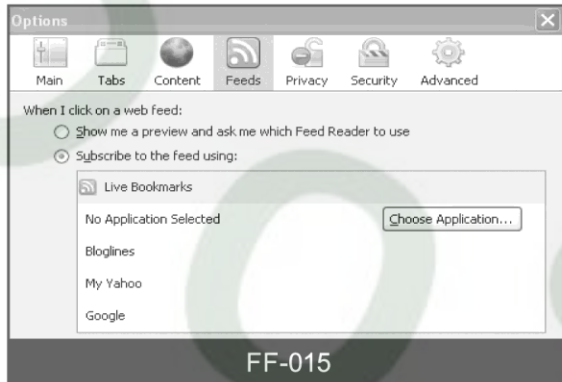 Options
Main Tabs Content Feeds Privacy Security Advanced
When I click on a web feed:
Show me a preview and ask me which Feed Reader to use
Subscribe to the feed using:
Live Bookmarks
No Application Selected Choose Application...
Bloglines
My Yahoo
Google
FF-015